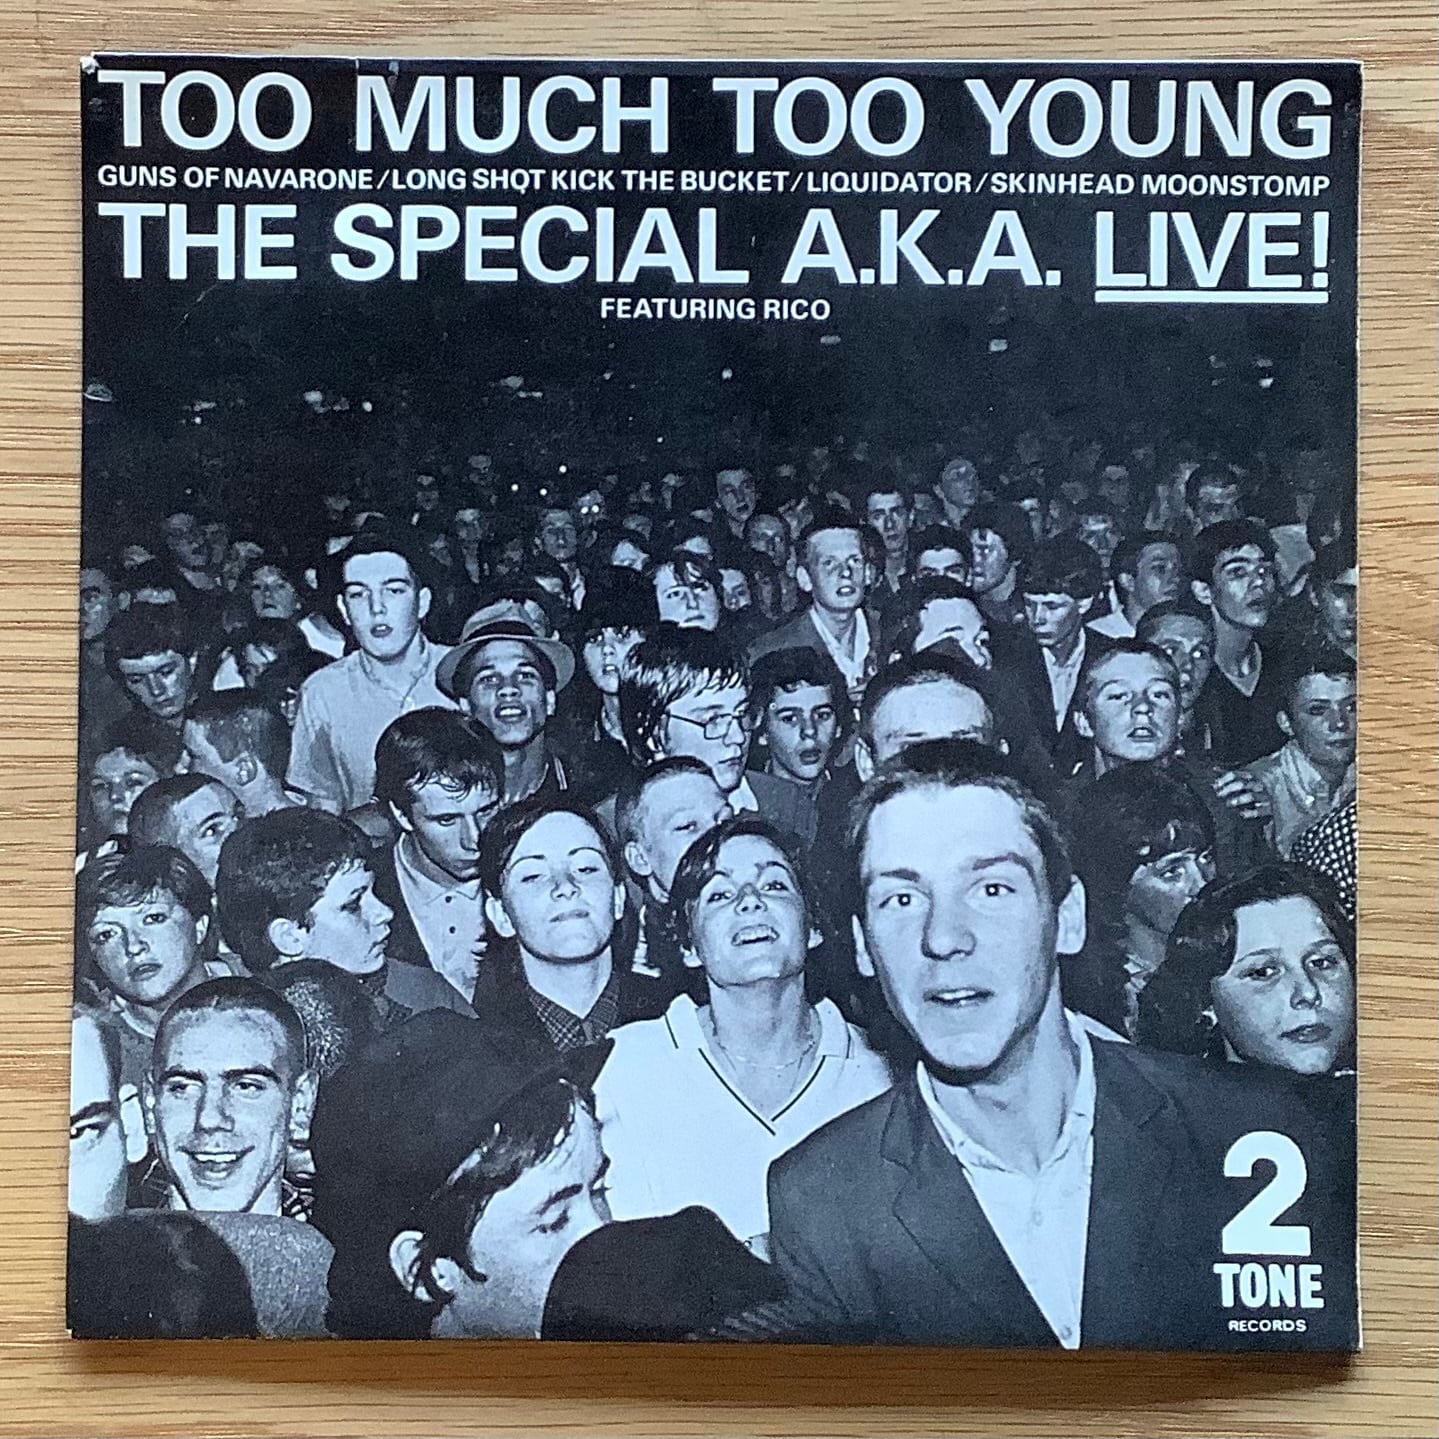 TOO MUCH TOO YOUNG
GUNS OF NAVARONE/LONG SHOT KICK THE BUCKET/LIQUIDATOR/SKINHEAD MOONSTOMP
THE SPECIAL A.K.A. LIVE!
FEATURING RICO
2
TONE
RECORDS